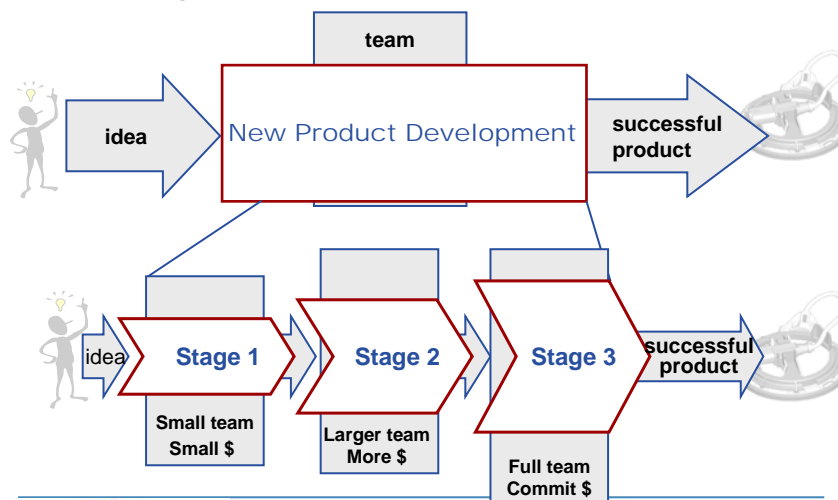 team
idea
New Product Development
successful
product
idea
Stage 1
Stage 2
Stage 3
successful
product
Small team
Small $
Larger team
More $
Full team
Commit $